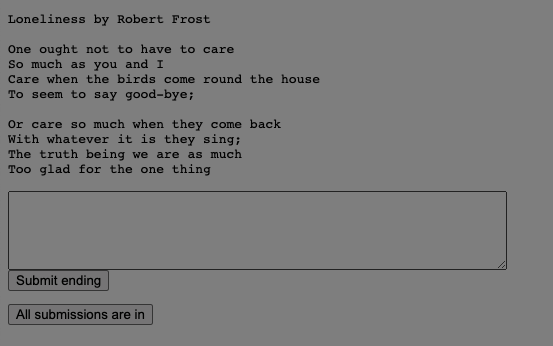 Loneliness by Robert Frost
One ought not to have to care
So much as you and I
Care when the birds come round the house
To seem to say good-bye;
Or care so much when they come back
With whatever it is they sing;
The truth being we are as much
Too glad for the one thing
Submit ending
All submissions are in